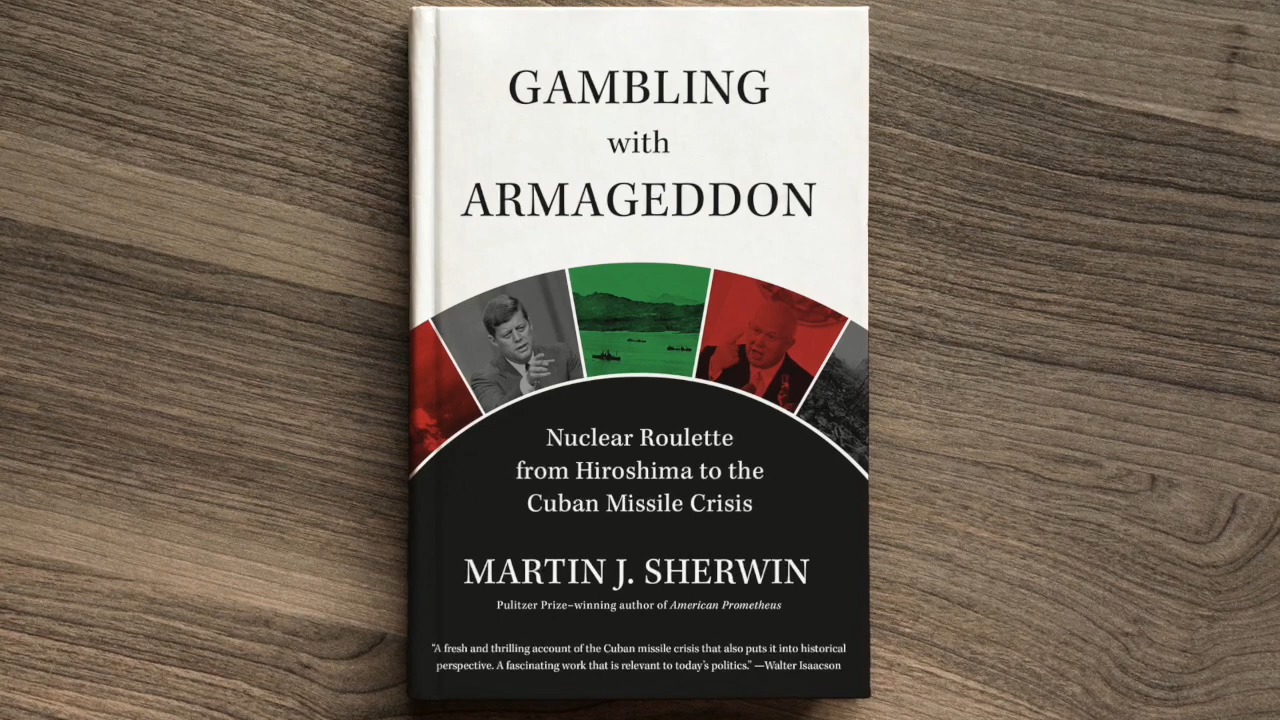 GAMBLING
with
ARMAGEDDON
Nuclear Roulette
from Hiroshima to the
Cuban Missile Crisis
MARTIN J. SHERWIN
Pulitzer Prize–winning author of American Prometheus
“A fresh and thrilling account of the Cuban missile crisis that also puts it into historical
perspective. A fascinating work that is relevant to today’s politics.” —Walter Isaacson